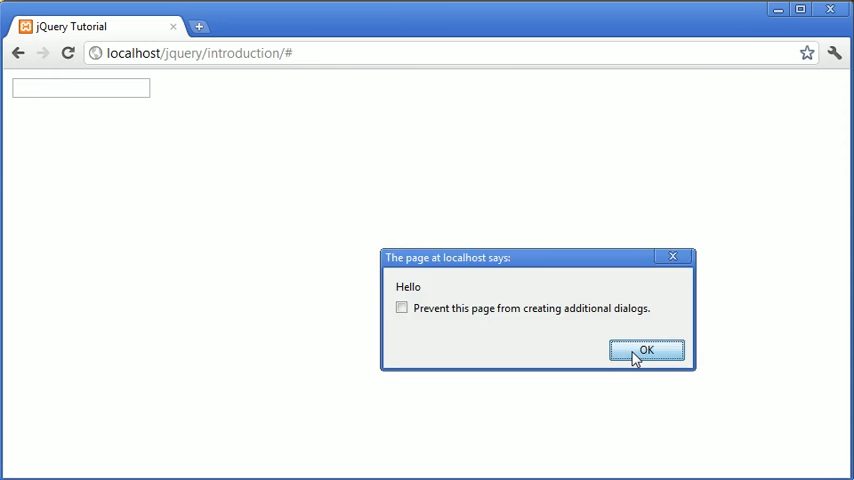 jQuery Tutorial
localhost/jquery/introduction/#
The page at localhost says:
Hello
Prevent this page from creating additional dialogs.
OK